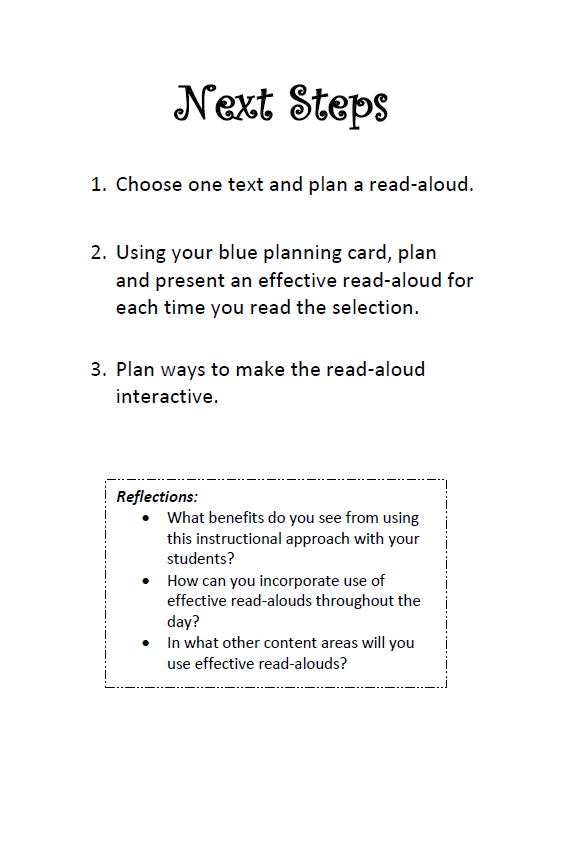 Next Steps
1. Choose one text and plan a read-aloud.
2. Using your blue planning card, plan
and present an effective read-aloud for
each time you read the selection.
3. Plan ways to make the read-aloud
interactive.
Reflections:
• What benefits do you see from using
this instructional approach with your
students?
• How can you incorporate use of
effective read-alouds throughout the
day?
• In what other content areas will you
use effective read-alouds?